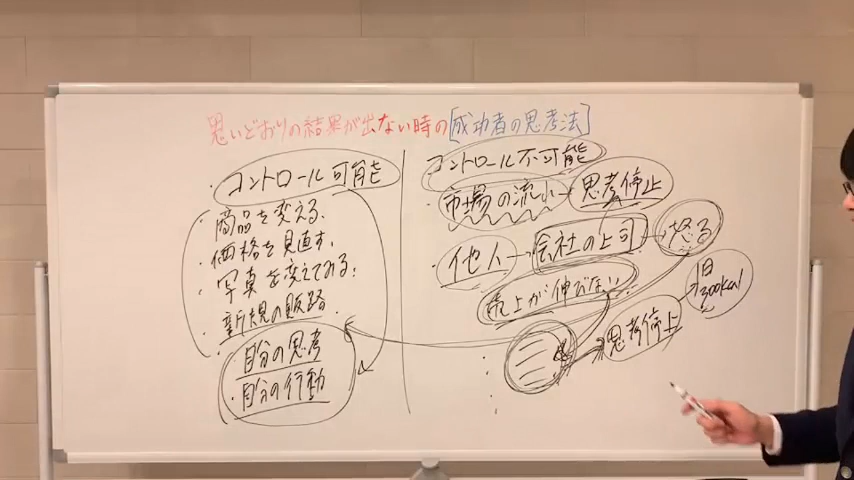 思いどおりの結果が出ない時の[成功者の思考法]
コントロール可能
・商品を変える、
・価格を見直す、
・写真を変えてみる、
・新規の販路
自分の思考
・自分の行動
コントロール不可能
・市場の流れ 思考停止
・他人 会社の上司 怒る
売上が伸びない
思考停止
1日
300kcal